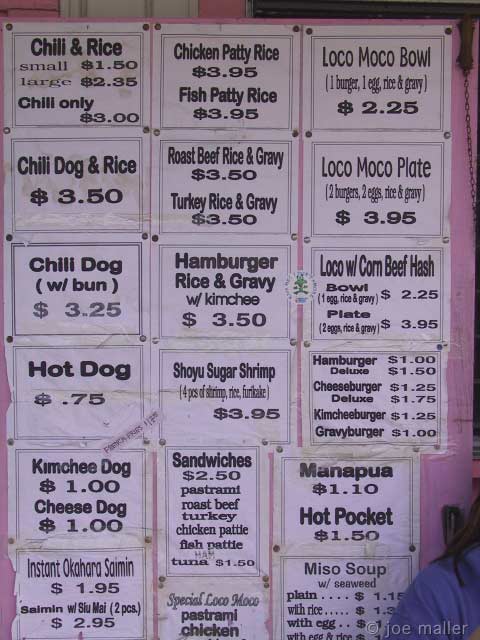 Chili & Rice
small $1.50
large $2.35
Chili only
$3.00
Chili Dog & Rice
$ 3.50
Chili Dog
( w/ bun )
$ 3.25
Hot Dog
$ .75
Kimchee Dog
$ 1.00
Cheese Dog
$ 1.00
Instant Okahara Saimin
$ 1.95
Saimin w/ Siu Mai (2 pcs.)
$ 2.95
Chicken Patty Rice
$3.95
Fish Patty Rice
$3.95
Roast Beef Rice & Gravy
$3.50
Turkey Rice & Gravy
$3.50
Hamburger
Rice & Gravy
w/ kimchee
$ 3.50
Shoyu Sugar Shrimp
( 4 pcs of shrimp, rice, furikake )
$3.95
Sandwiches
$2.50
pastrami
roast beef
turkey
chicken pattie
fish pattie
HAM
tuna $1.50
Special Loco Moco
pastrami
chicken
Loco Moco Bowl
( 1 burger, 1 egg, rice & gravy )
$ 2.25
Loco Moco Plate
( 2 burgers, 2 eggs, rice & gravy )
$ 3.95
Loco w/ Corn Beef Hash
Bowl
( 1 egg, rice & gravy ) $ 2.25
Plate
( 2 eggs, rice & gravy ) $ 3.95
Hamburger $1.00
Deluxe $1.50
Cheeseburger $1.25
Deluxe $1.75
Kimcheeburger $1.25
Gravyburger $1.00
Manapua
$1.10
Hot Pocket
$1.50
Miso Soup
w/ seaweed
plain . . . . $ 1.15
with rice . . . . $ 1.3
with egg . . $
with egg & rice $
© joe maller